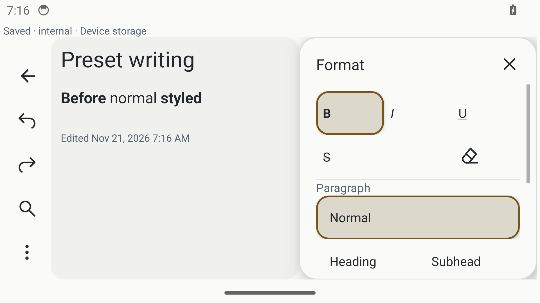 7:16
Saved · internal · Device storage
Preset writing
Before normal styled
Edited Nov 21, 2026 7:16 AM
Format
B I U
S
Paragraph
Normal
Heading Subhead